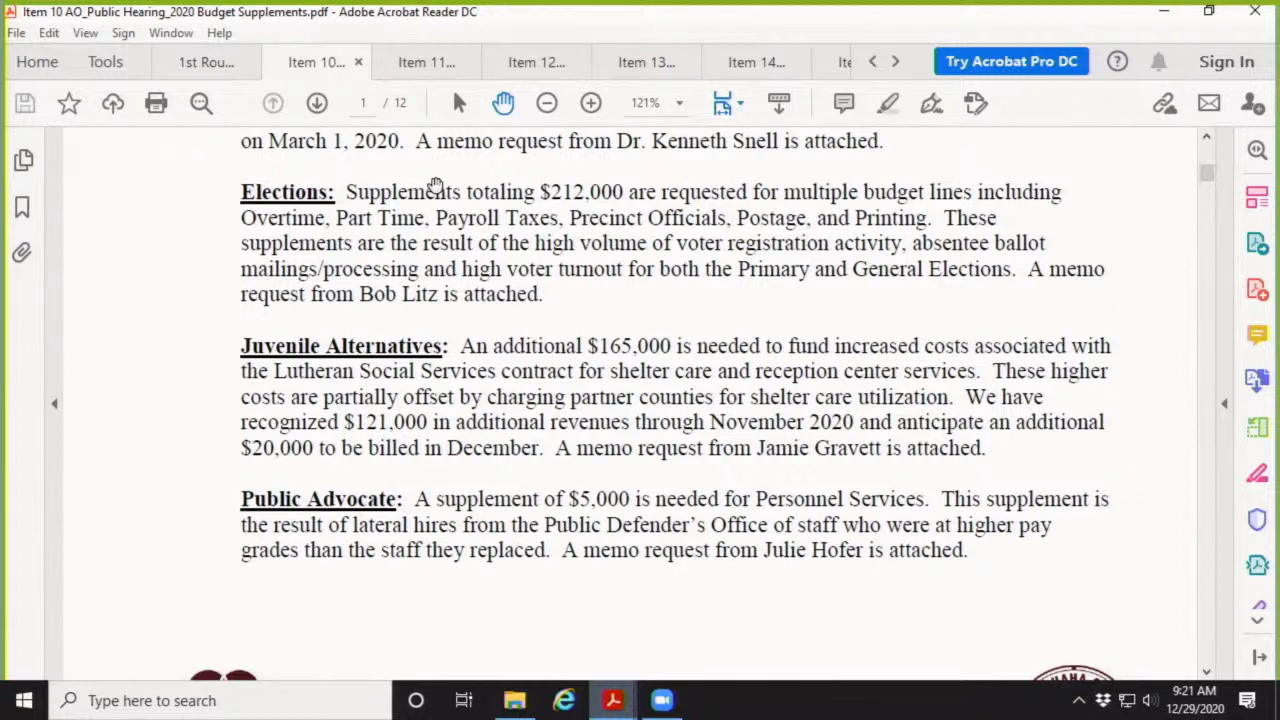 Item 10 AO_Public Hearing_2020 Budget Supplements.pdf - Adobe Acrobat Reader DC
File Edit View Sign Window Help
Home Tools 1st Rou... Item 10... × Item 11... Item 12... Item 13... Item 14... Ite Try Acrobat Pro DC Sign In
1 / 12 121%
on March 1, 2020. A memo request from Dr. Kenneth Snell is attached.
Elections: Supplements totaling $212,000 are requested for multiple budget lines including
Overtime, Part Time, Payroll Taxes, Precinct Officials, Postage, and Printing. These
supplements are the result of the high volume of voter registration activity, absentee ballot
mailings/processing and high voter turnout for both the Primary and General Elections. A memo
request from Bob Litz is attached.
Juvenile Alternatives: An additional $165,000 is needed to fund increased costs associated with
the Lutheran Social Services contract for shelter care and reception center services. These higher
costs are partially offset by charging partner counties for shelter care utilization. We have
recognized $121,000 in additional revenues through November 2020 and anticipate an additional
$20,000 to be billed in December. A memo request from Jamie Gravett is attached.
Public Advocate: A supplement of $5,000 is needed for Personnel Services. This supplement is
the result of lateral hires from the Public Defender's Office of staff who were at higher pay
grades than the staff they replaced. A memo request from Julie Hofer is attached.
Type here to search
9:21 AM
12/29/2020